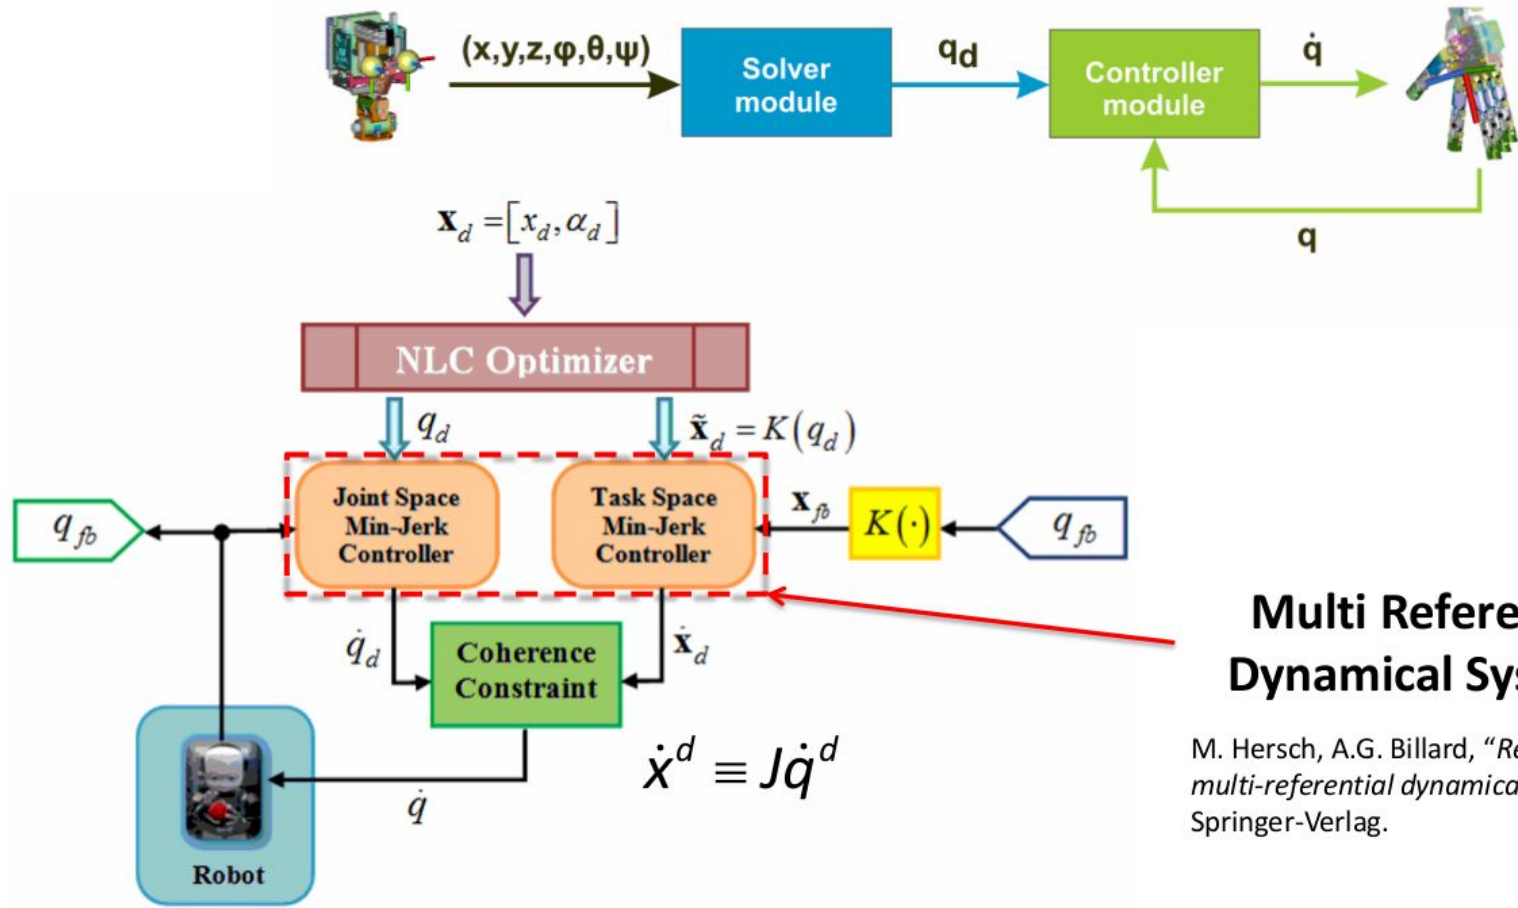 (x,y,z,φ,θ,ψ)
Solver
module
q_d
Controller
module
q̇
q
𝐱_d = [x_d, α_d]
NLC Optimizer
q_d
𝐱̃_d = K(q_d)
Joint Space
Min-Jerk
Controller
Task Space
Min-Jerk
Controller
q_fb
𝐱_fb
K(·)
q_fb
q̇_d
𝐱̇_d
Coherence
Constraint
ẋ^d ≡ Jq̇^d
q̇
Robot
Multi Refere
Dynamical Sys
M. Hersch, A.G. Billard, “Re
multi-referential dynamica
Springer-Verlag.